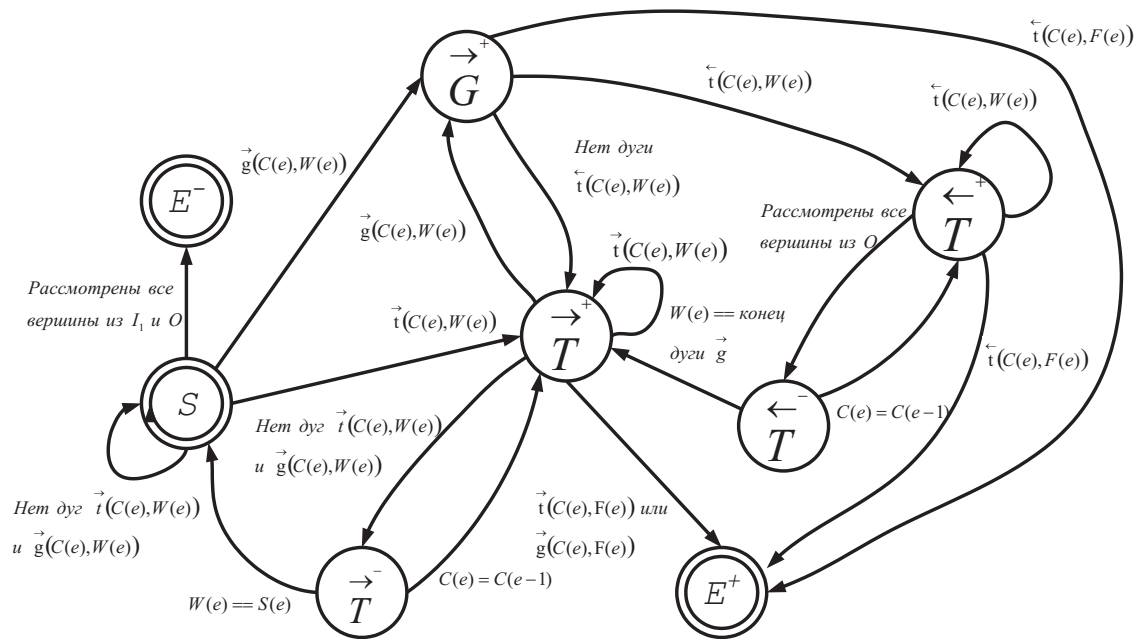 ←t(C(e),F(e))
→G⁺
←t(C(e),W(e))
←t(C(e),W(e))
→g(C(e),W(e))
Нет дуги
←t(C(e),W(e))
E⁻
←T⁺
Рассмотрены все
вершины из O
→g(C(e),W(e))
→t(C(e),W(e))
Рассмотрены все
вершины из I₁ и O
→t(C(e),W(e))
→T⁺
W(e)==конец
дуги →g
←t(C(e),F(e))
S
←T⁻
C(e)=C(e−1)
Нет дуг →t(C(e),W(e))
и →g(C(e),W(e))
Нет дуг →t(C(e),W(e))
и →g(C(e),W(e))
→t(C(e),F(e)) или
→g(C(e),F(e))
C(e)=C(e−1)
W(e)==S(e)
→T⁻
E⁺